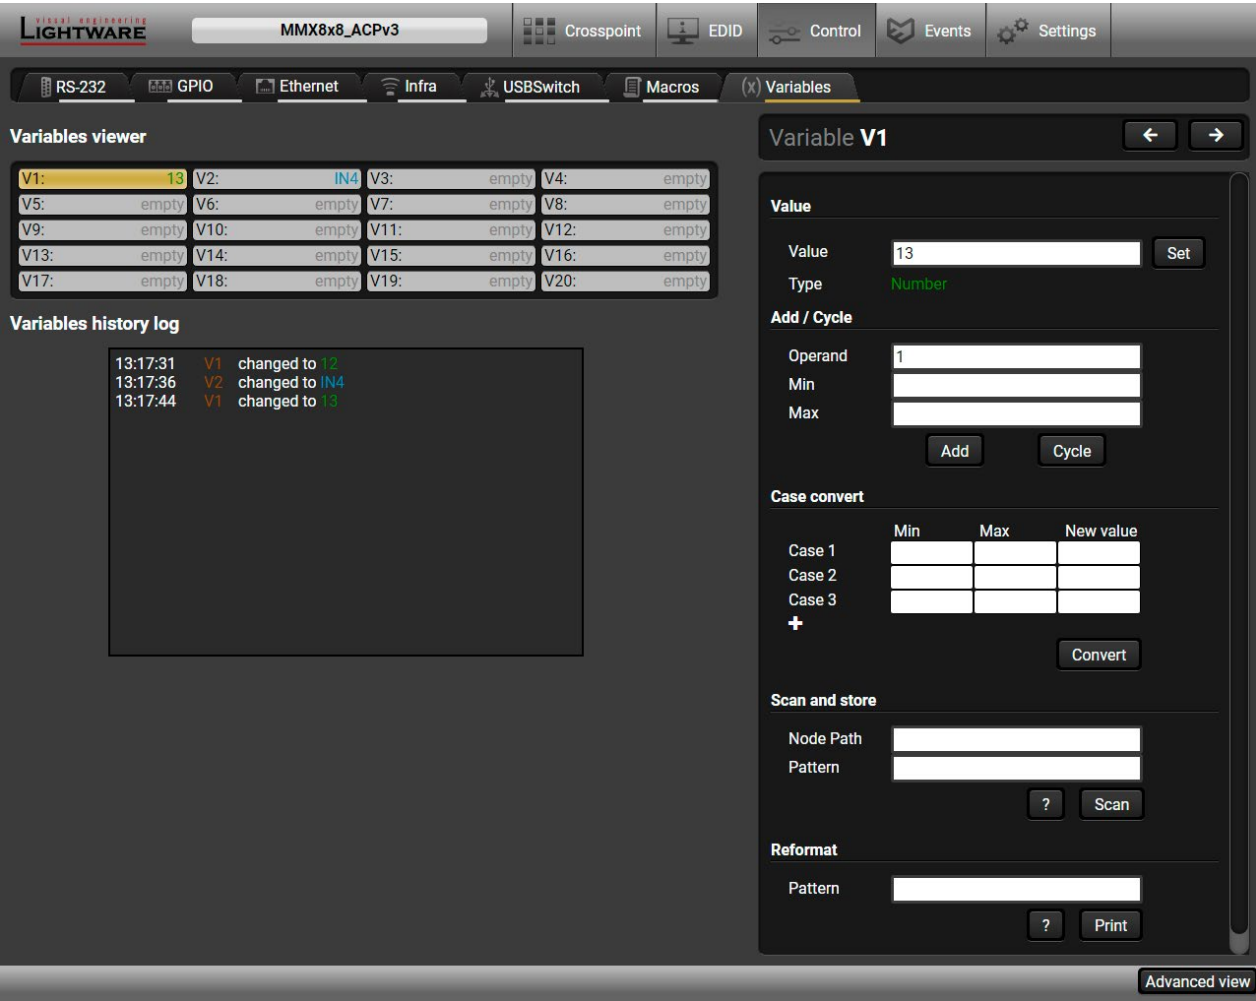 visual engineering
LIGHTWARE
MMX8x8_ACPv3
Crosspoint
EDID
Control
Events
Settings
RS-232
GPIO
Ethernet
Infra
USBSwitch
Macros
(x) Variables
Variables viewer
V1: 13 V2: IN4 V3: empty V4: empty
V5: empty V6: empty V7: empty V8: empty
V9: empty V10: empty V11: empty V12: empty
V13: empty V14: empty V15: empty V16: empty
V17: empty V18: empty V19: empty V20: empty
Variables history log
13:17:31 V1 changed to 12
13:17:36 V2 changed to IN4
13:17:44 V1 changed to 13
Variable V1
Value
Value 13 Set
Type Number
Add / Cycle
Operand 1
Min
Max
Add Cycle
Case convert
Min Max New value
Case 1
Case 2
Case 3
Convert
Scan and store
Node Path
Pattern
? Scan
Reformat
Pattern
? Print
Advanced view